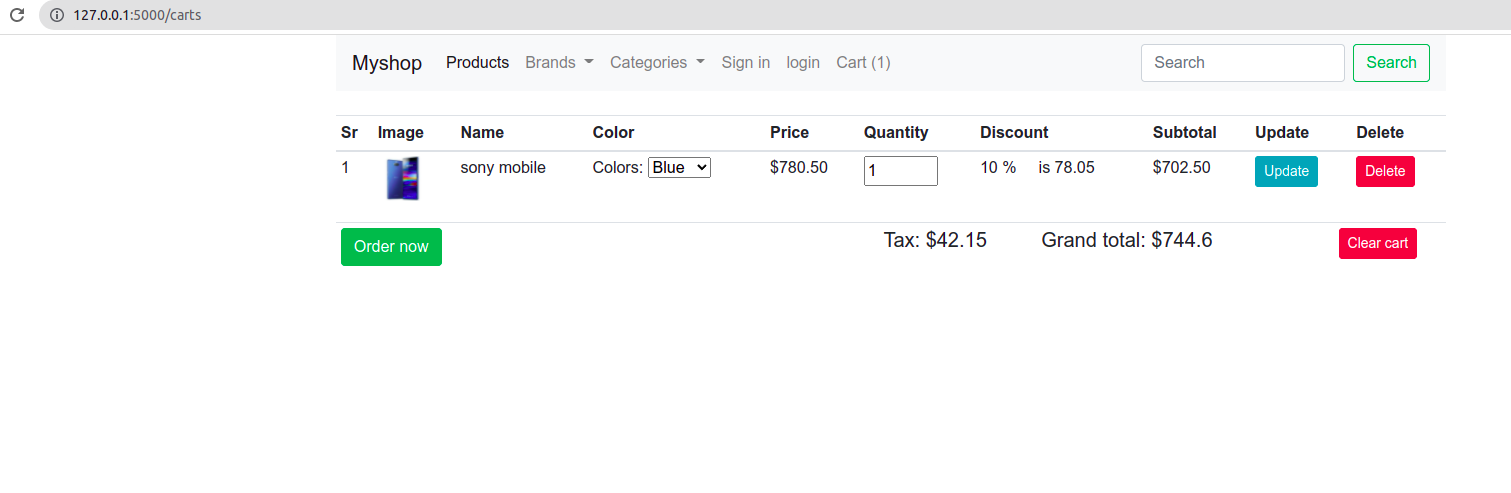 127.0.0.1:5000/carts
Myshop Products Brands Categories Sign in login Cart (1) Search Search
Sr Image Name Color Price Quantity Discount Subtotal Update Delete
1 sony mobile Colors: Blue $780.50 1 10 % is 78.05 $702.50 Update Delete
Order now Tax: $42.15 Grand total: $744.6 Clear cart